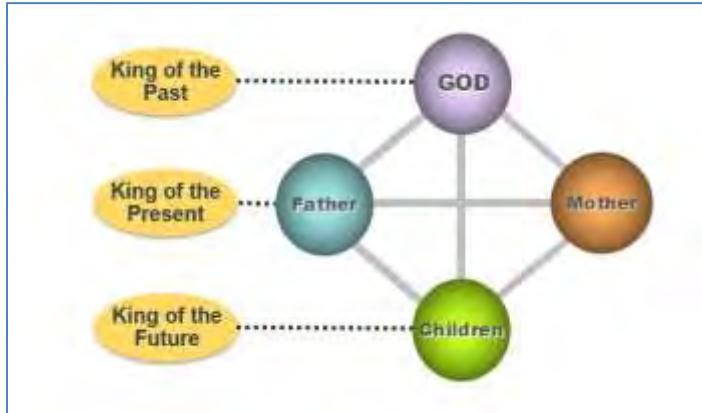 King of the
Past
GOD
King of the
Present
Father
Mother
King of the
Future
Children